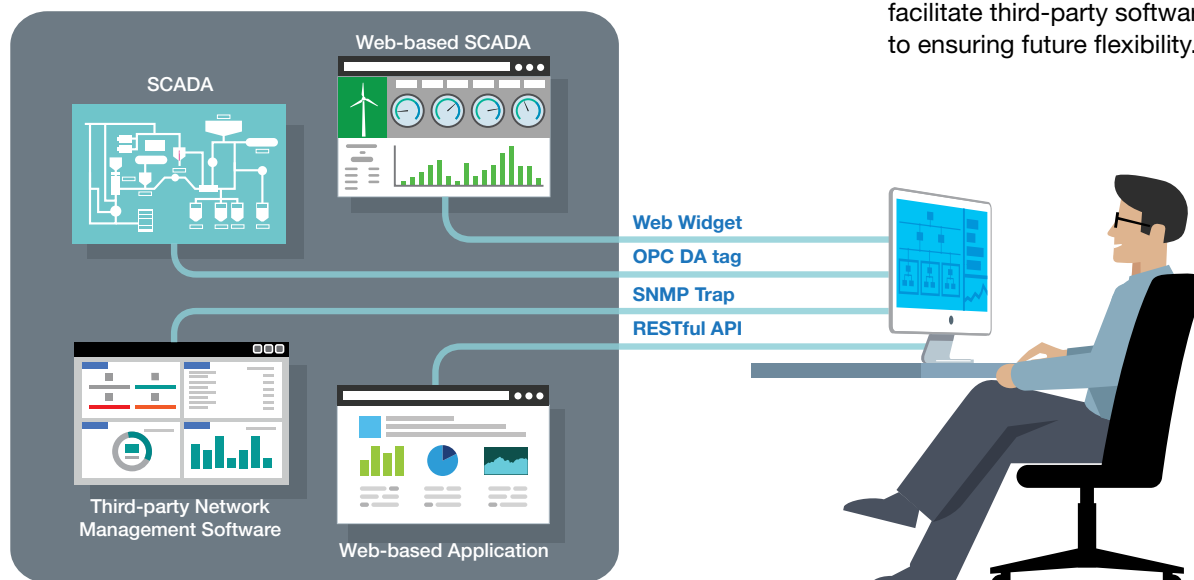 facilitate third-party softwar
to ensuring future flexibility.
Web-based SCADA
SCADA
Web Widget
OPC DA tag
SNMP Trap
RESTful API
Third-party Network
Management Software
Web-based Application